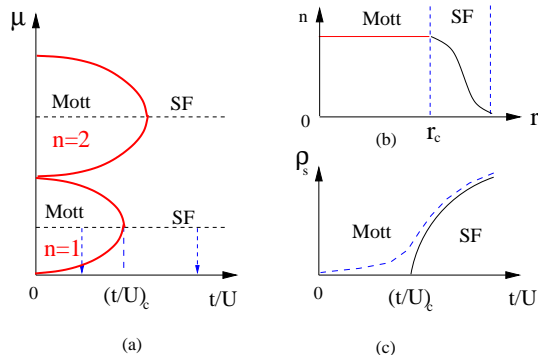 μ
Mott
SF
n=2
Mott
SF
n=1
0
(t/U)c
t/U
(a)
n
Mott
SF
0
rc
r
(b)
ρs
Mott
SF
0
(t/U)c
t/U
(c)